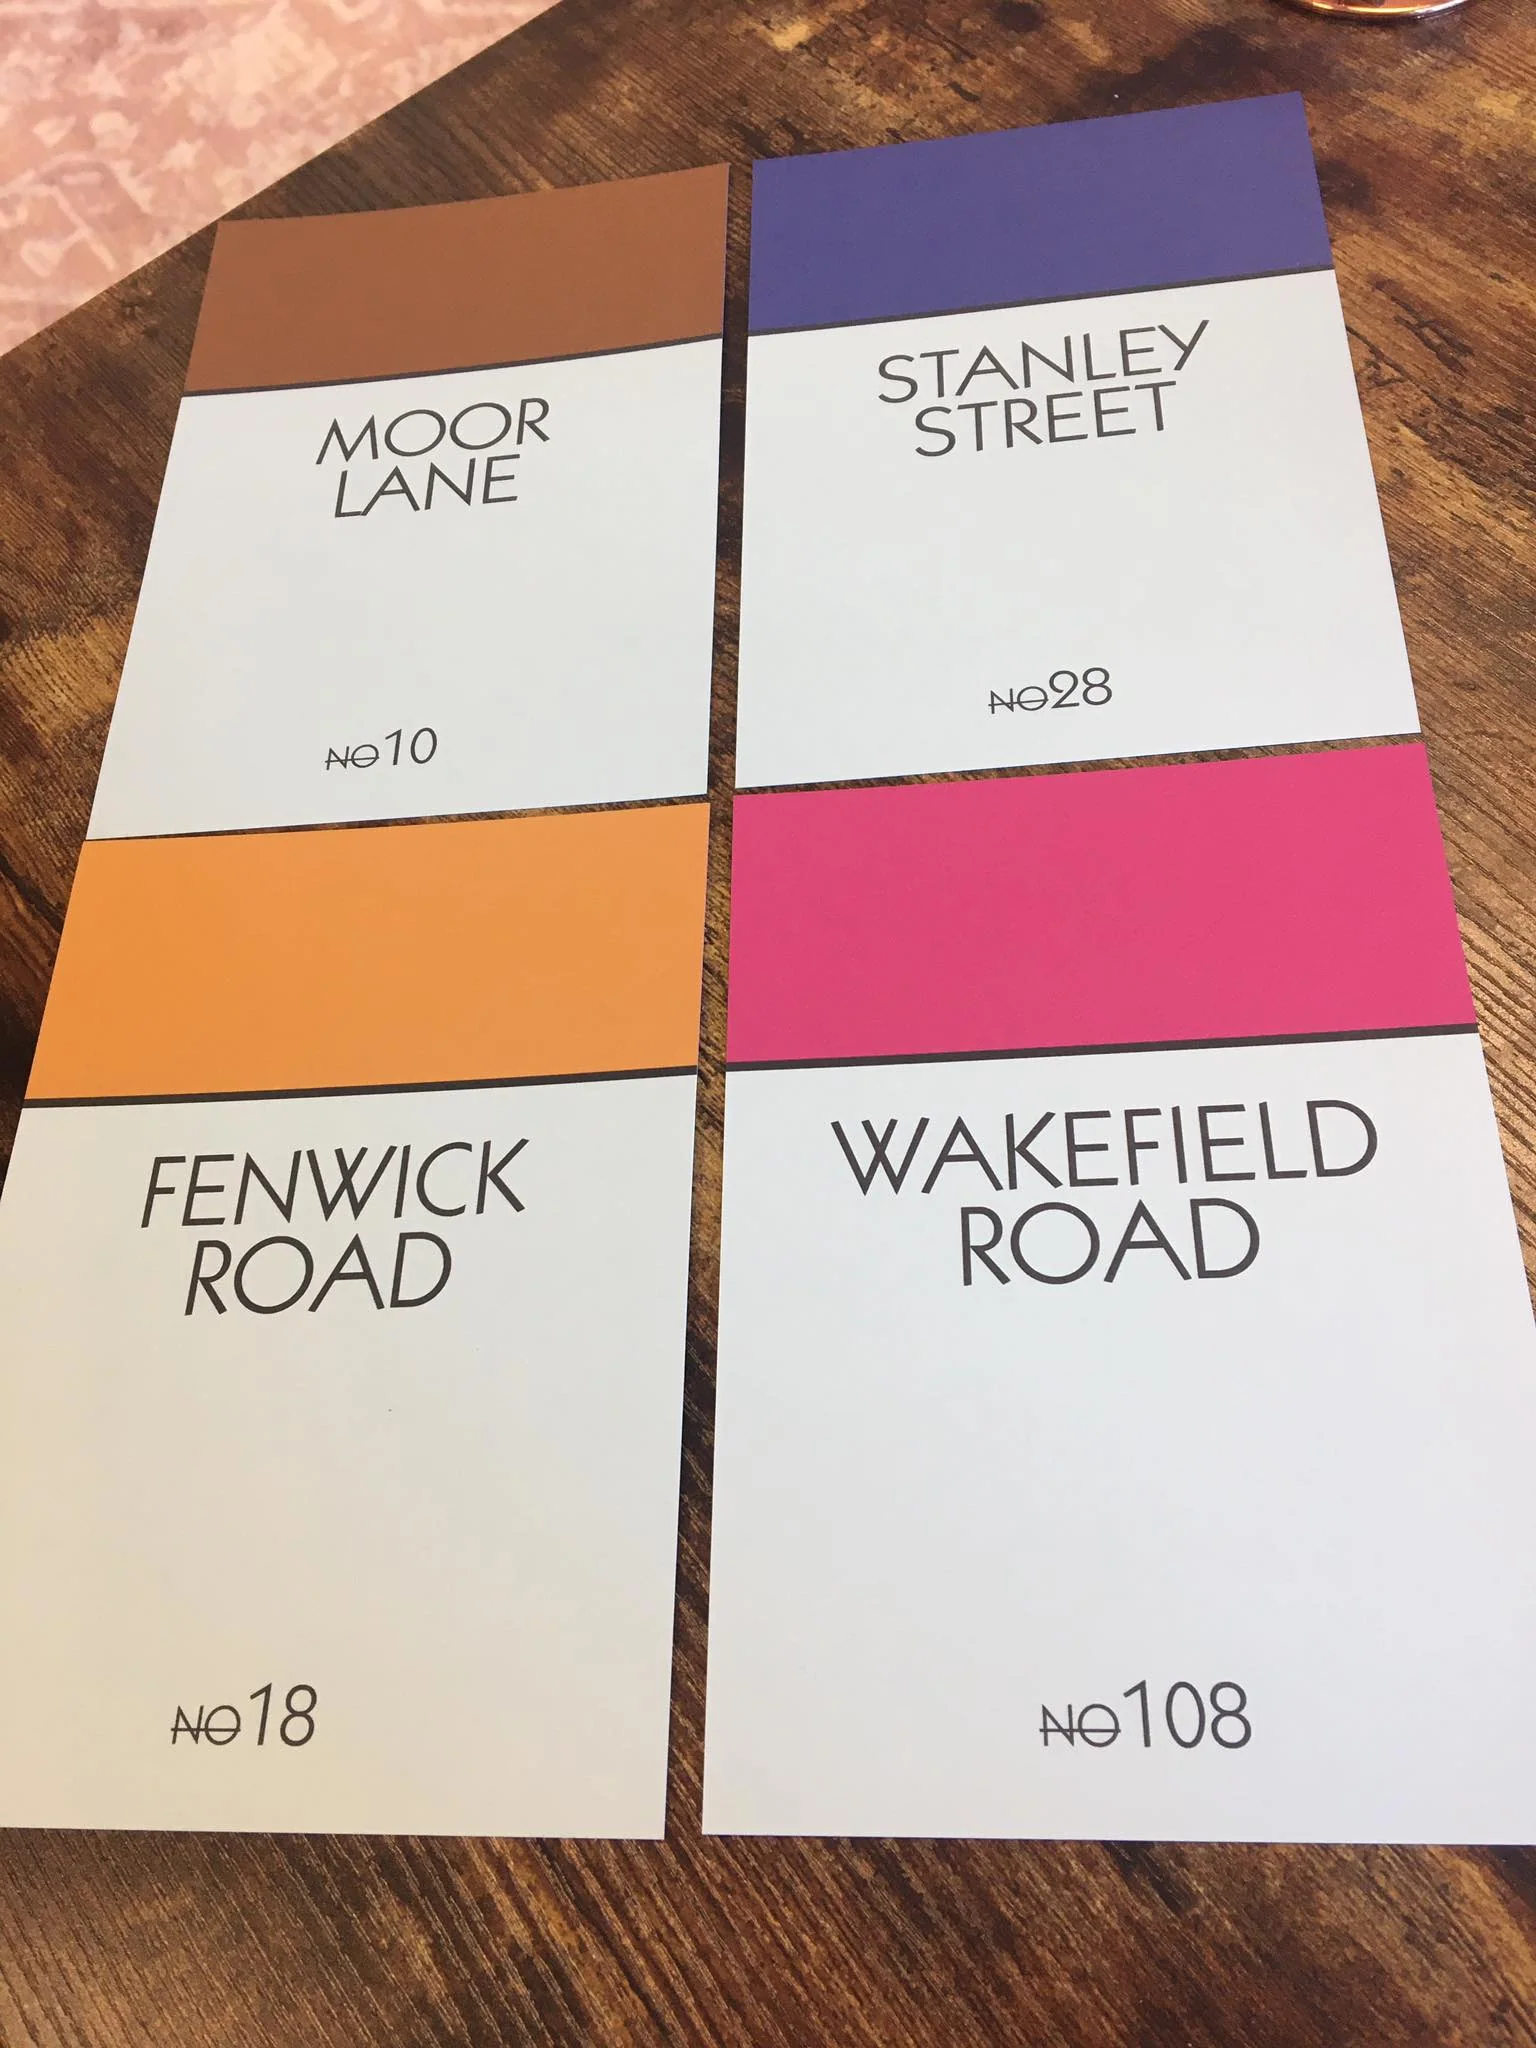 MOOR
LANE
NO10
STANLEY
STREET
NO28
FENWICK
ROAD
NO18
WAKEFIELD
ROAD
NO108